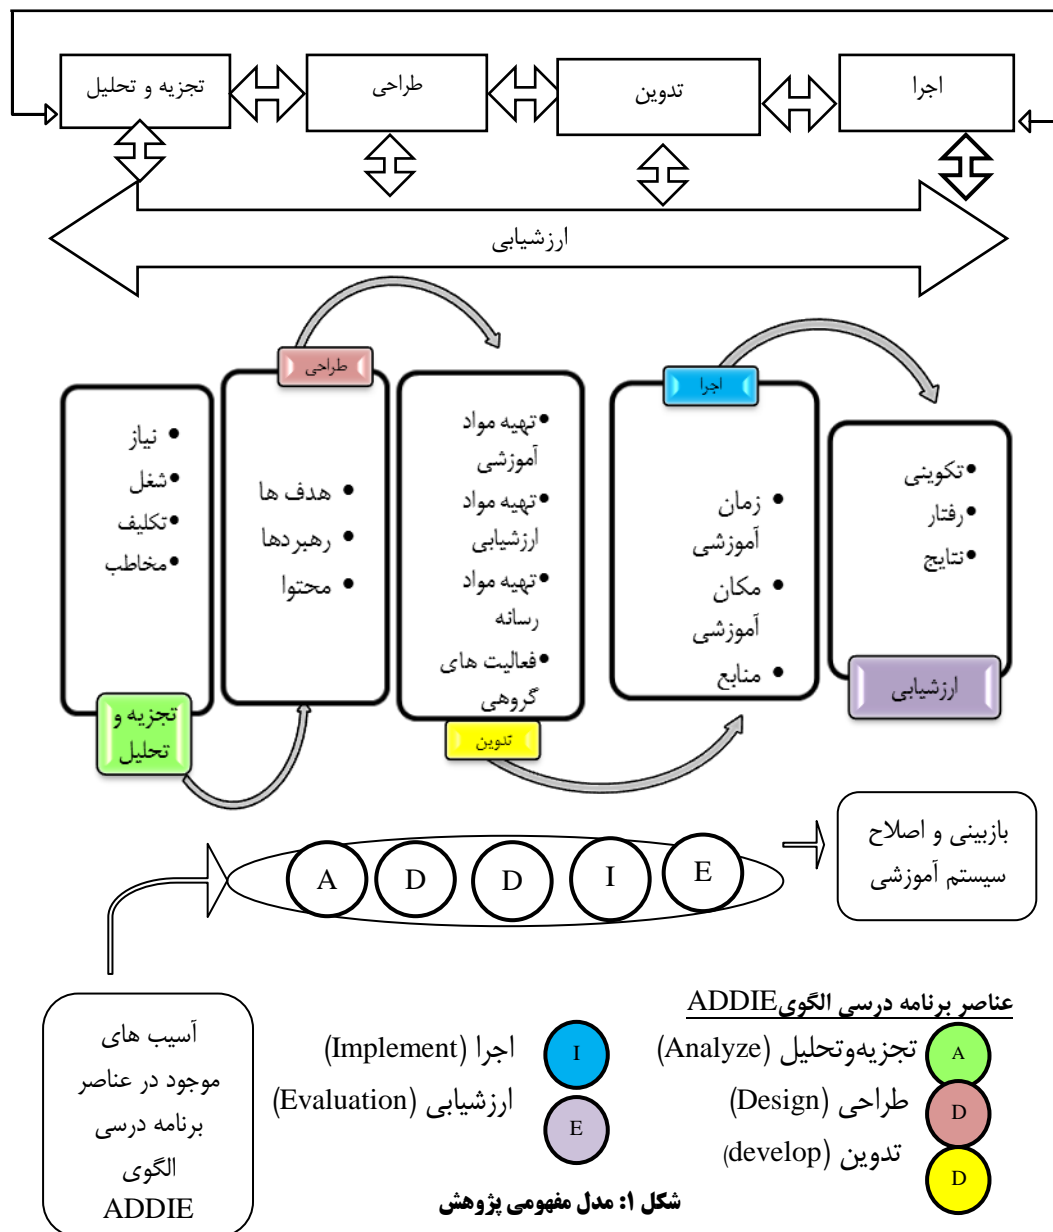 تجزیه و تحلیل
طراحی
تدوین
اجرا
ارزشیابی
طراحی
اجرا
• نیاز
•شغل
•تکلیف
•مخاطب
تجزیه و
تحلیل
• هدف ها
• رهبردها
• محتوا
•تهیه مواد
آموزشی
•تهیه مواد
ارزشیابی
•تهیه مواد
رسانه
•فعالیت های
گروهی
تدوین
• زمان
آموزشی
• مکان
آموزشی
• منابع
•تکوینی
•رفتار
•نتایج
ارزشیابی
A
D
D
I
E
بازبینی و اصلاح
سیستم آموزشی
آسیب های
موجود در عناصر
برنامه درسی
الگوی
ADDIE
عناصر برنامه درسی الگویADDIE
A تجزیه‌وتحلیل (Analyze)
D طراحی (Design)
D تدوین (develop)
I اجرا (Implement)
E ارزشیابی (Evaluation)
شکل ۱: مدل مفهومی پژوهش